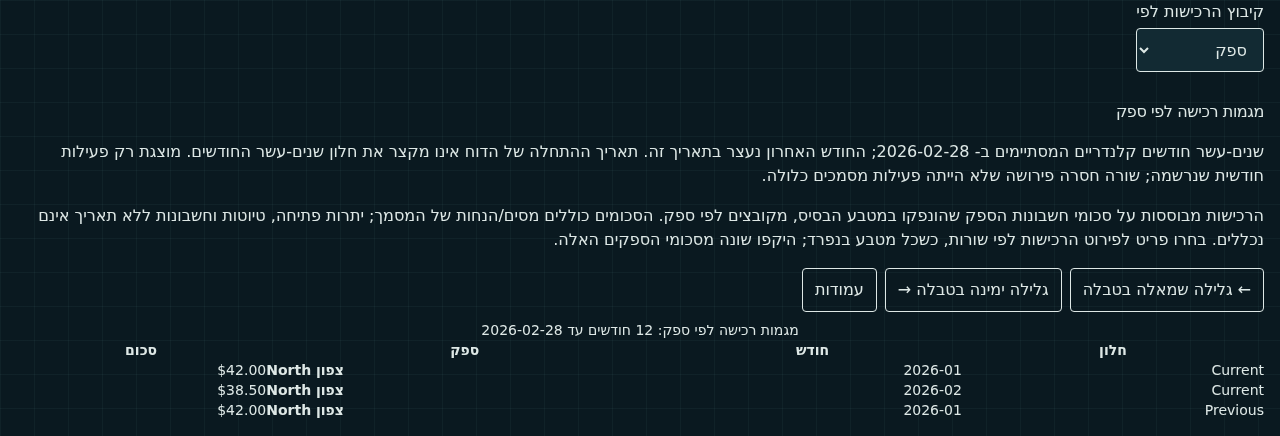 קיבוץ הרכישות לפי
ספק
מגמות רכישה לפי ספק
שנים-עשר חודשים קלנדריים המסתיימים ב- 2026-02-28; החודש האחרון נעצר בתאריך זה. תאריך ההתחלה של הדוח אינו מקצר את חלון שנים-עשר החודשים. מוצגת רק פעילות
חודשית שנרשמה; שורה חסרה פירושה שלא הייתה פעילות מסמכים כלולה.
הרכישות מבוססות על סכומי חשבונות הספק שהונפקו במטבע הבסיס, מקובצים לפי ספק. הסכומים כוללים מסים/הנחות של המסמך; יתרות פתיחה, טיוטות וחשבונות ללא תאריך אינם
נכללים. בחרו פריט לפירוט הרכישות לפי שורות, כשכל מטבע בנפרד; היקפו שונה מסכומי הספקים האלה.
← גלילה שמאלה בטבלה גלילה ימינה בטבלה → עמודות
מגמות רכישה לפי ספק: 12 חודשים עד 2026-02-28
חלון חודש ספק סכום
Current 2026-01 צפון North $42.00
Current 2026-02 צפון North $38.50
Previous 2026-01 צפון North $42.00